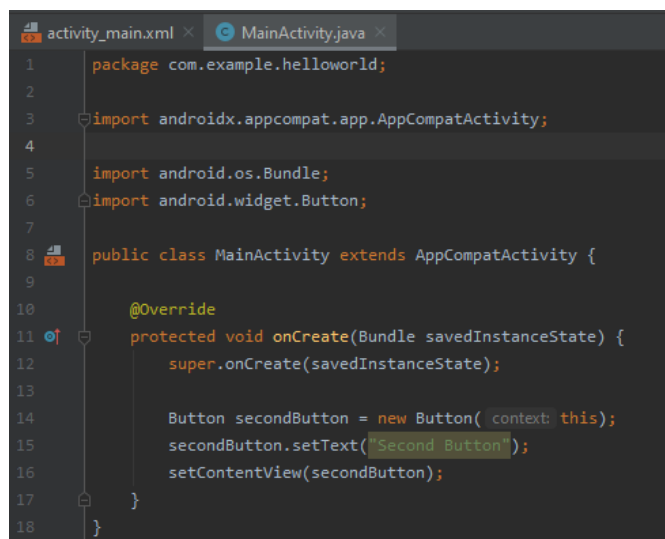 activity_main.xml MainActivity.java
1 package com.example.helloworld;
2
3 import androidx.appcompat.app.AppCompatActivity;
4
5 import android.os.Bundle;
6 import android.widget.Button;
7
8 public class MainActivity extends AppCompatActivity {
9
10 @Override
11 protected void onCreate(Bundle savedInstanceState) {
12 super.onCreate(savedInstanceState);
13
14 Button secondButton = new Button( context: this);
15 secondButton.setText("Second Button");
16 setContentView(secondButton);
17 }
18 }